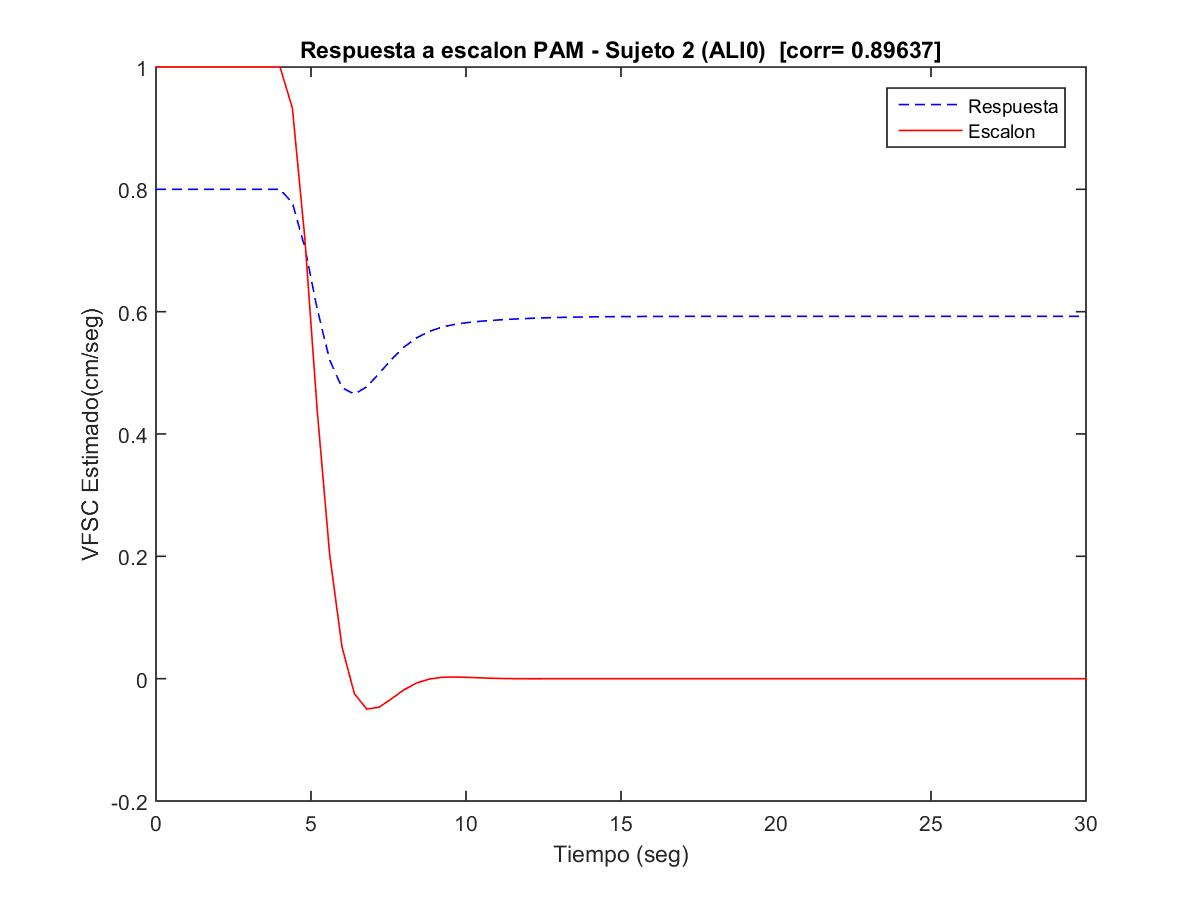 Respuesta a escalon PAM - Sujeto 2 (ALI0)  [corr= 0.89637]
Respuesta
Escalon
VFSC Estimado(cm/seg)
1
0.8
0.6
0.4
0.2
0
-0.2
0 5 10 15 20 25 30
Tiempo (seg)